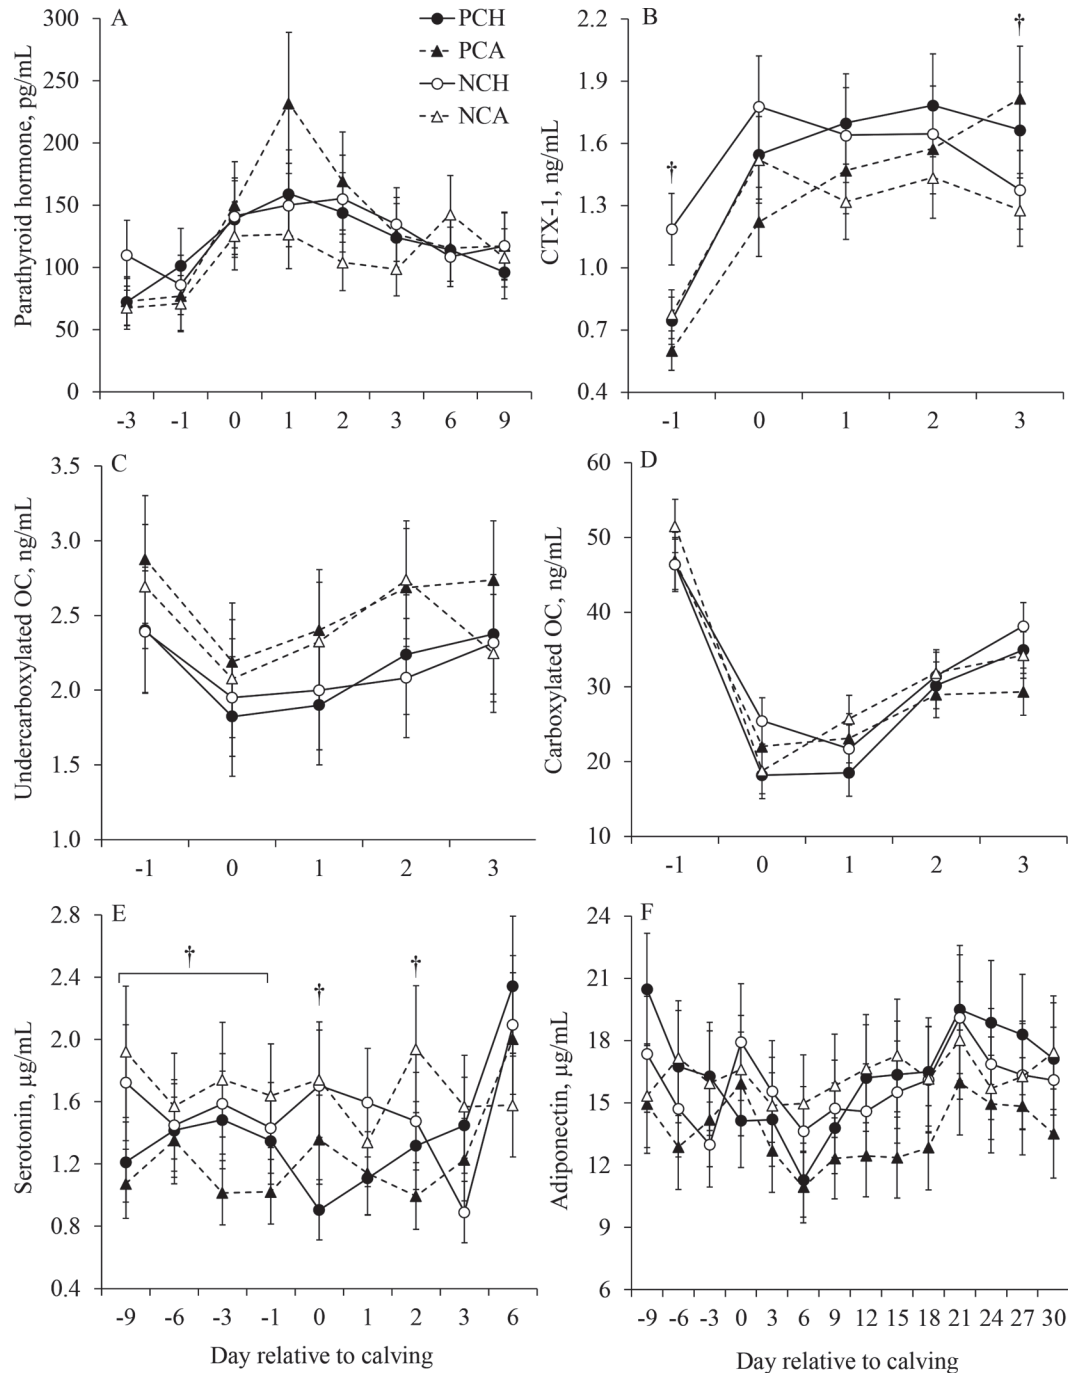 A
PCH
PCA
NCH
NCA
Parathyroid hormone, pg/mL
300
250
200
150
100
50
0
-3 -1 0 1 2 3 6 9
B
†
†
CTX-1, ng/mL
2.2
1.9
1.6
1.3
1.0
0.7
0.4
-1 0 1 2 3
C
Undercarboxylated OC, ng/mL
3.5
3.0
2.5
2.0
1.5
1.0
-1 0 1 2 3
D
Carboxylated OC, ng/mL
60
50
40
30
20
10
-1 0 1 2 3
E
† † †
Serotonin, µg/mL
2.8
2.4
2.0
1.6
1.2
0.8
0.4
-9 -6 -3 -1 0 1 2 3 6
Day relative to calving
F
Adiponectin, µg/mL
24
21
18
15
12
9
6
-9 -6 -3 0 3 6 9 12 15 18 21 24 27 30
Day relative to calving